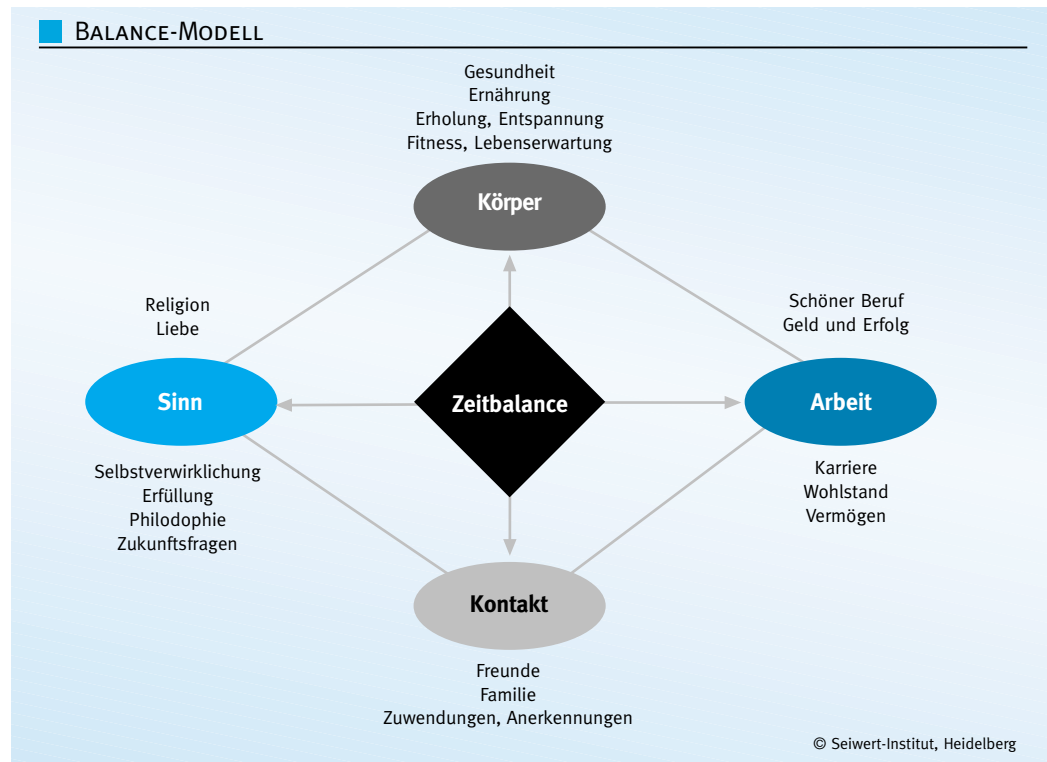 BALANCE-MODELL
Gesundheit
Ernährung
Erholung, Entspannung
Fitness, Lebenserwartung
Körper
Religion
Liebe
Schöner Beruf
Geld und Erfolg
Sinn
Zeitbalance
Arbeit
Selbstverwirklichung
Erfüllung
Philodophie
Zukunftsfragen
Karriere
Wohlstand
Vermögen
Kontakt
Freunde
Familie
Zuwendungen, Anerkennungen
© Seiwert-Institut, Heidelberg